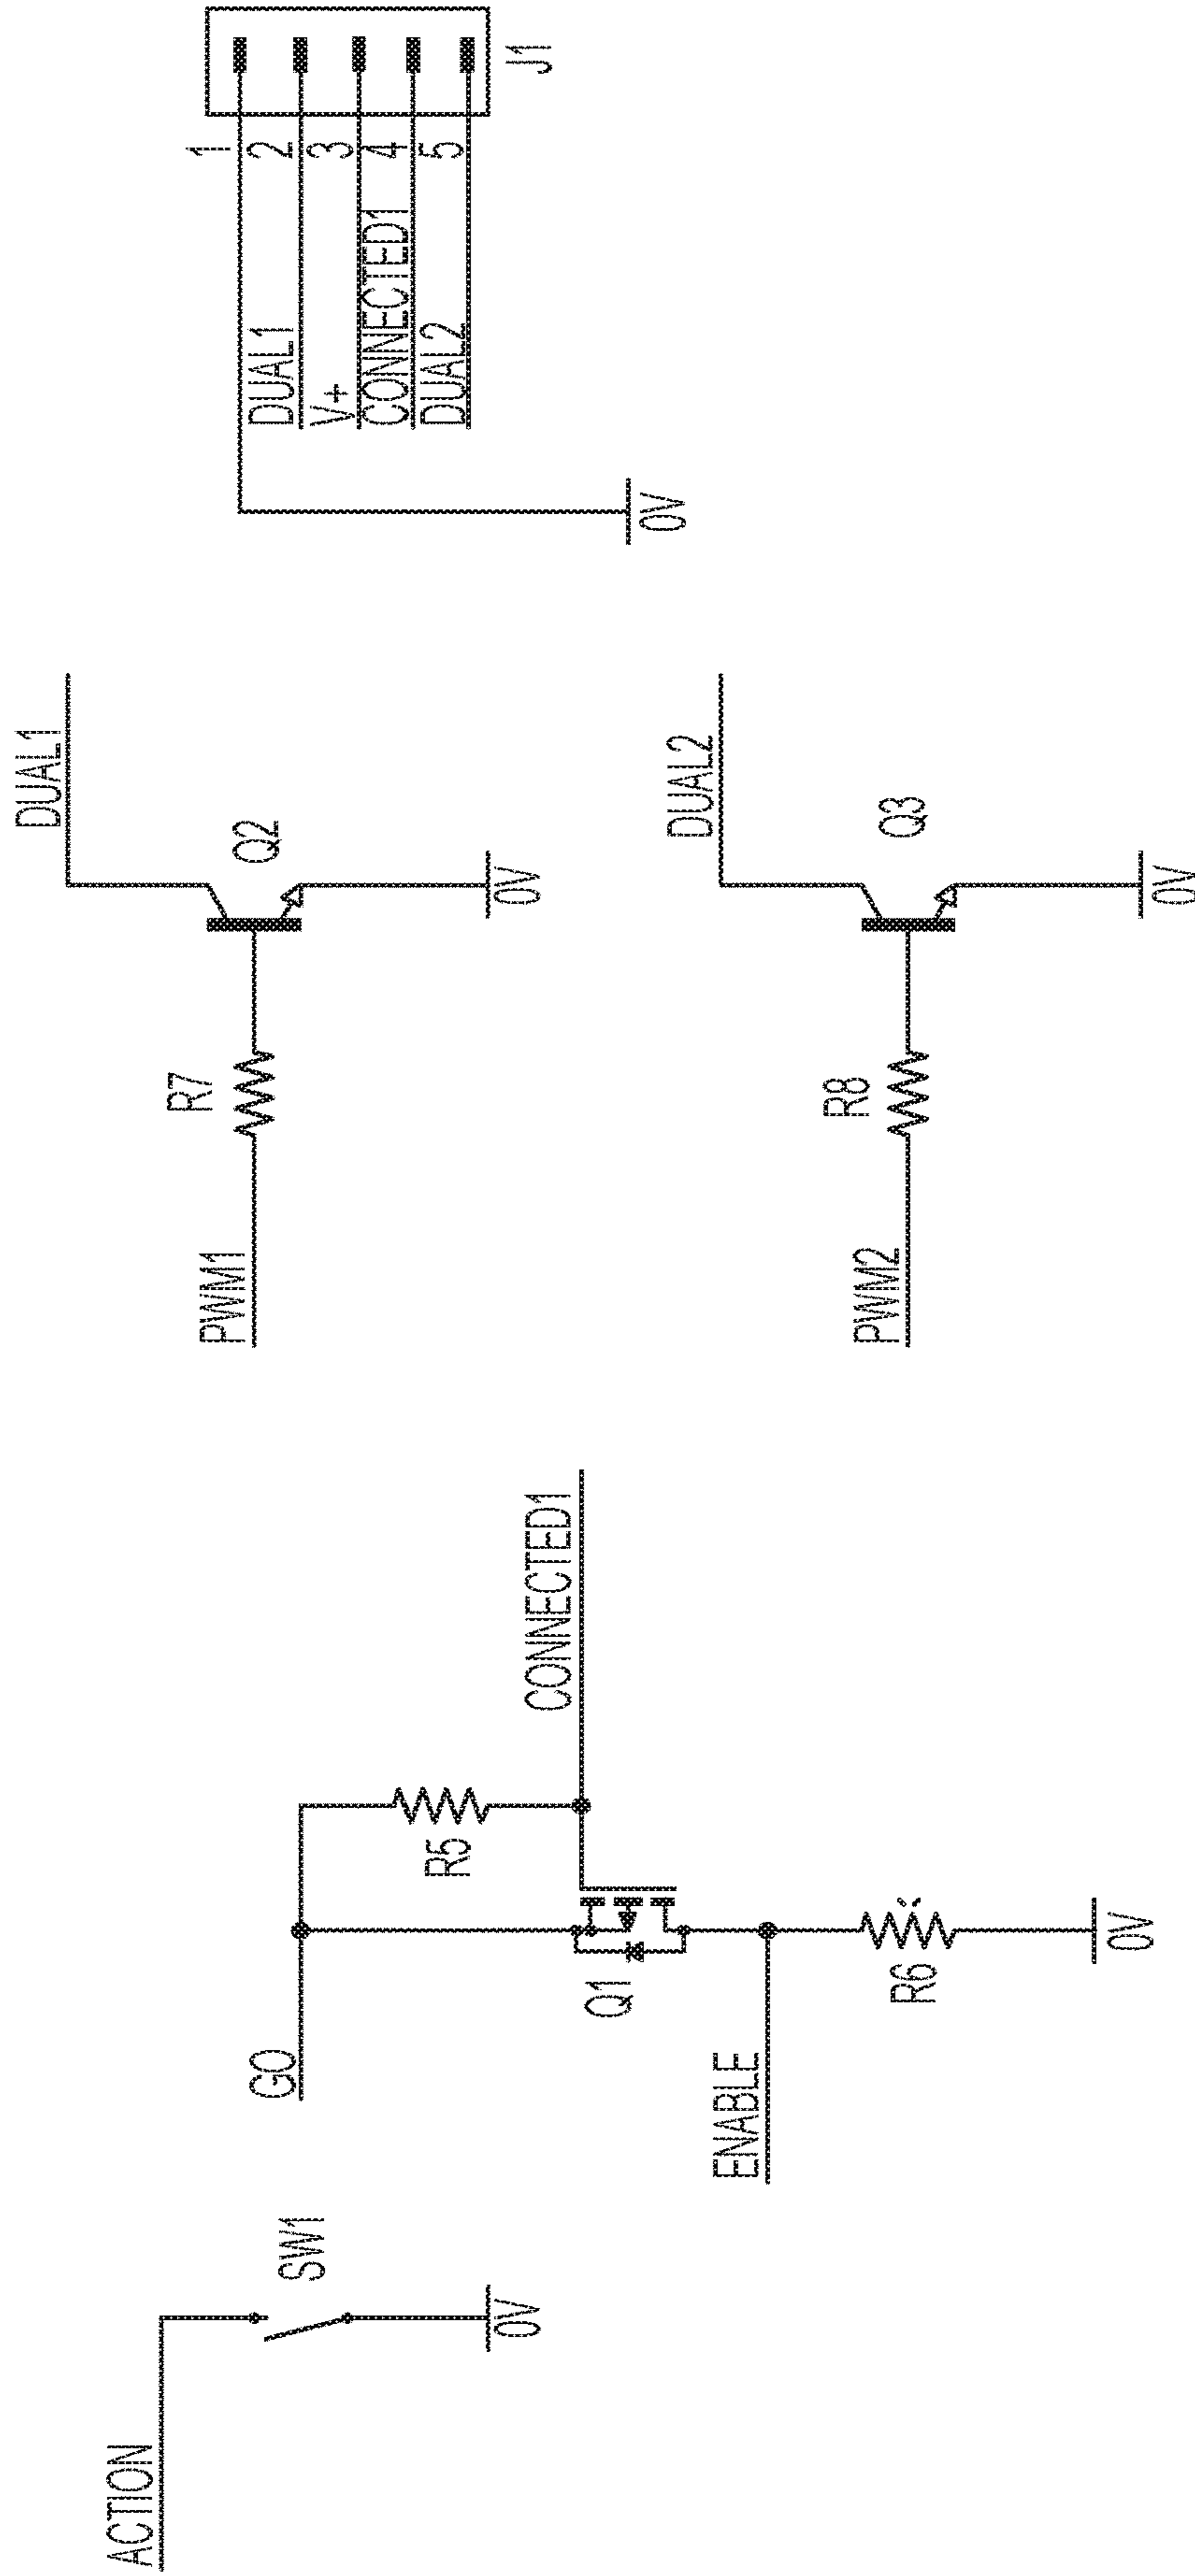 ACTION
SW1
0V
GO
R5
CONNECTED1
Q1
ENABLE
R6
0V
DUAL1
Q2
R7
PWM1
0V
DUAL2
Q3
R8
PWM2
0V
1
DUAL1 2
V+ 3
CONNECTED1 4
DUAL2 5
J1
0V